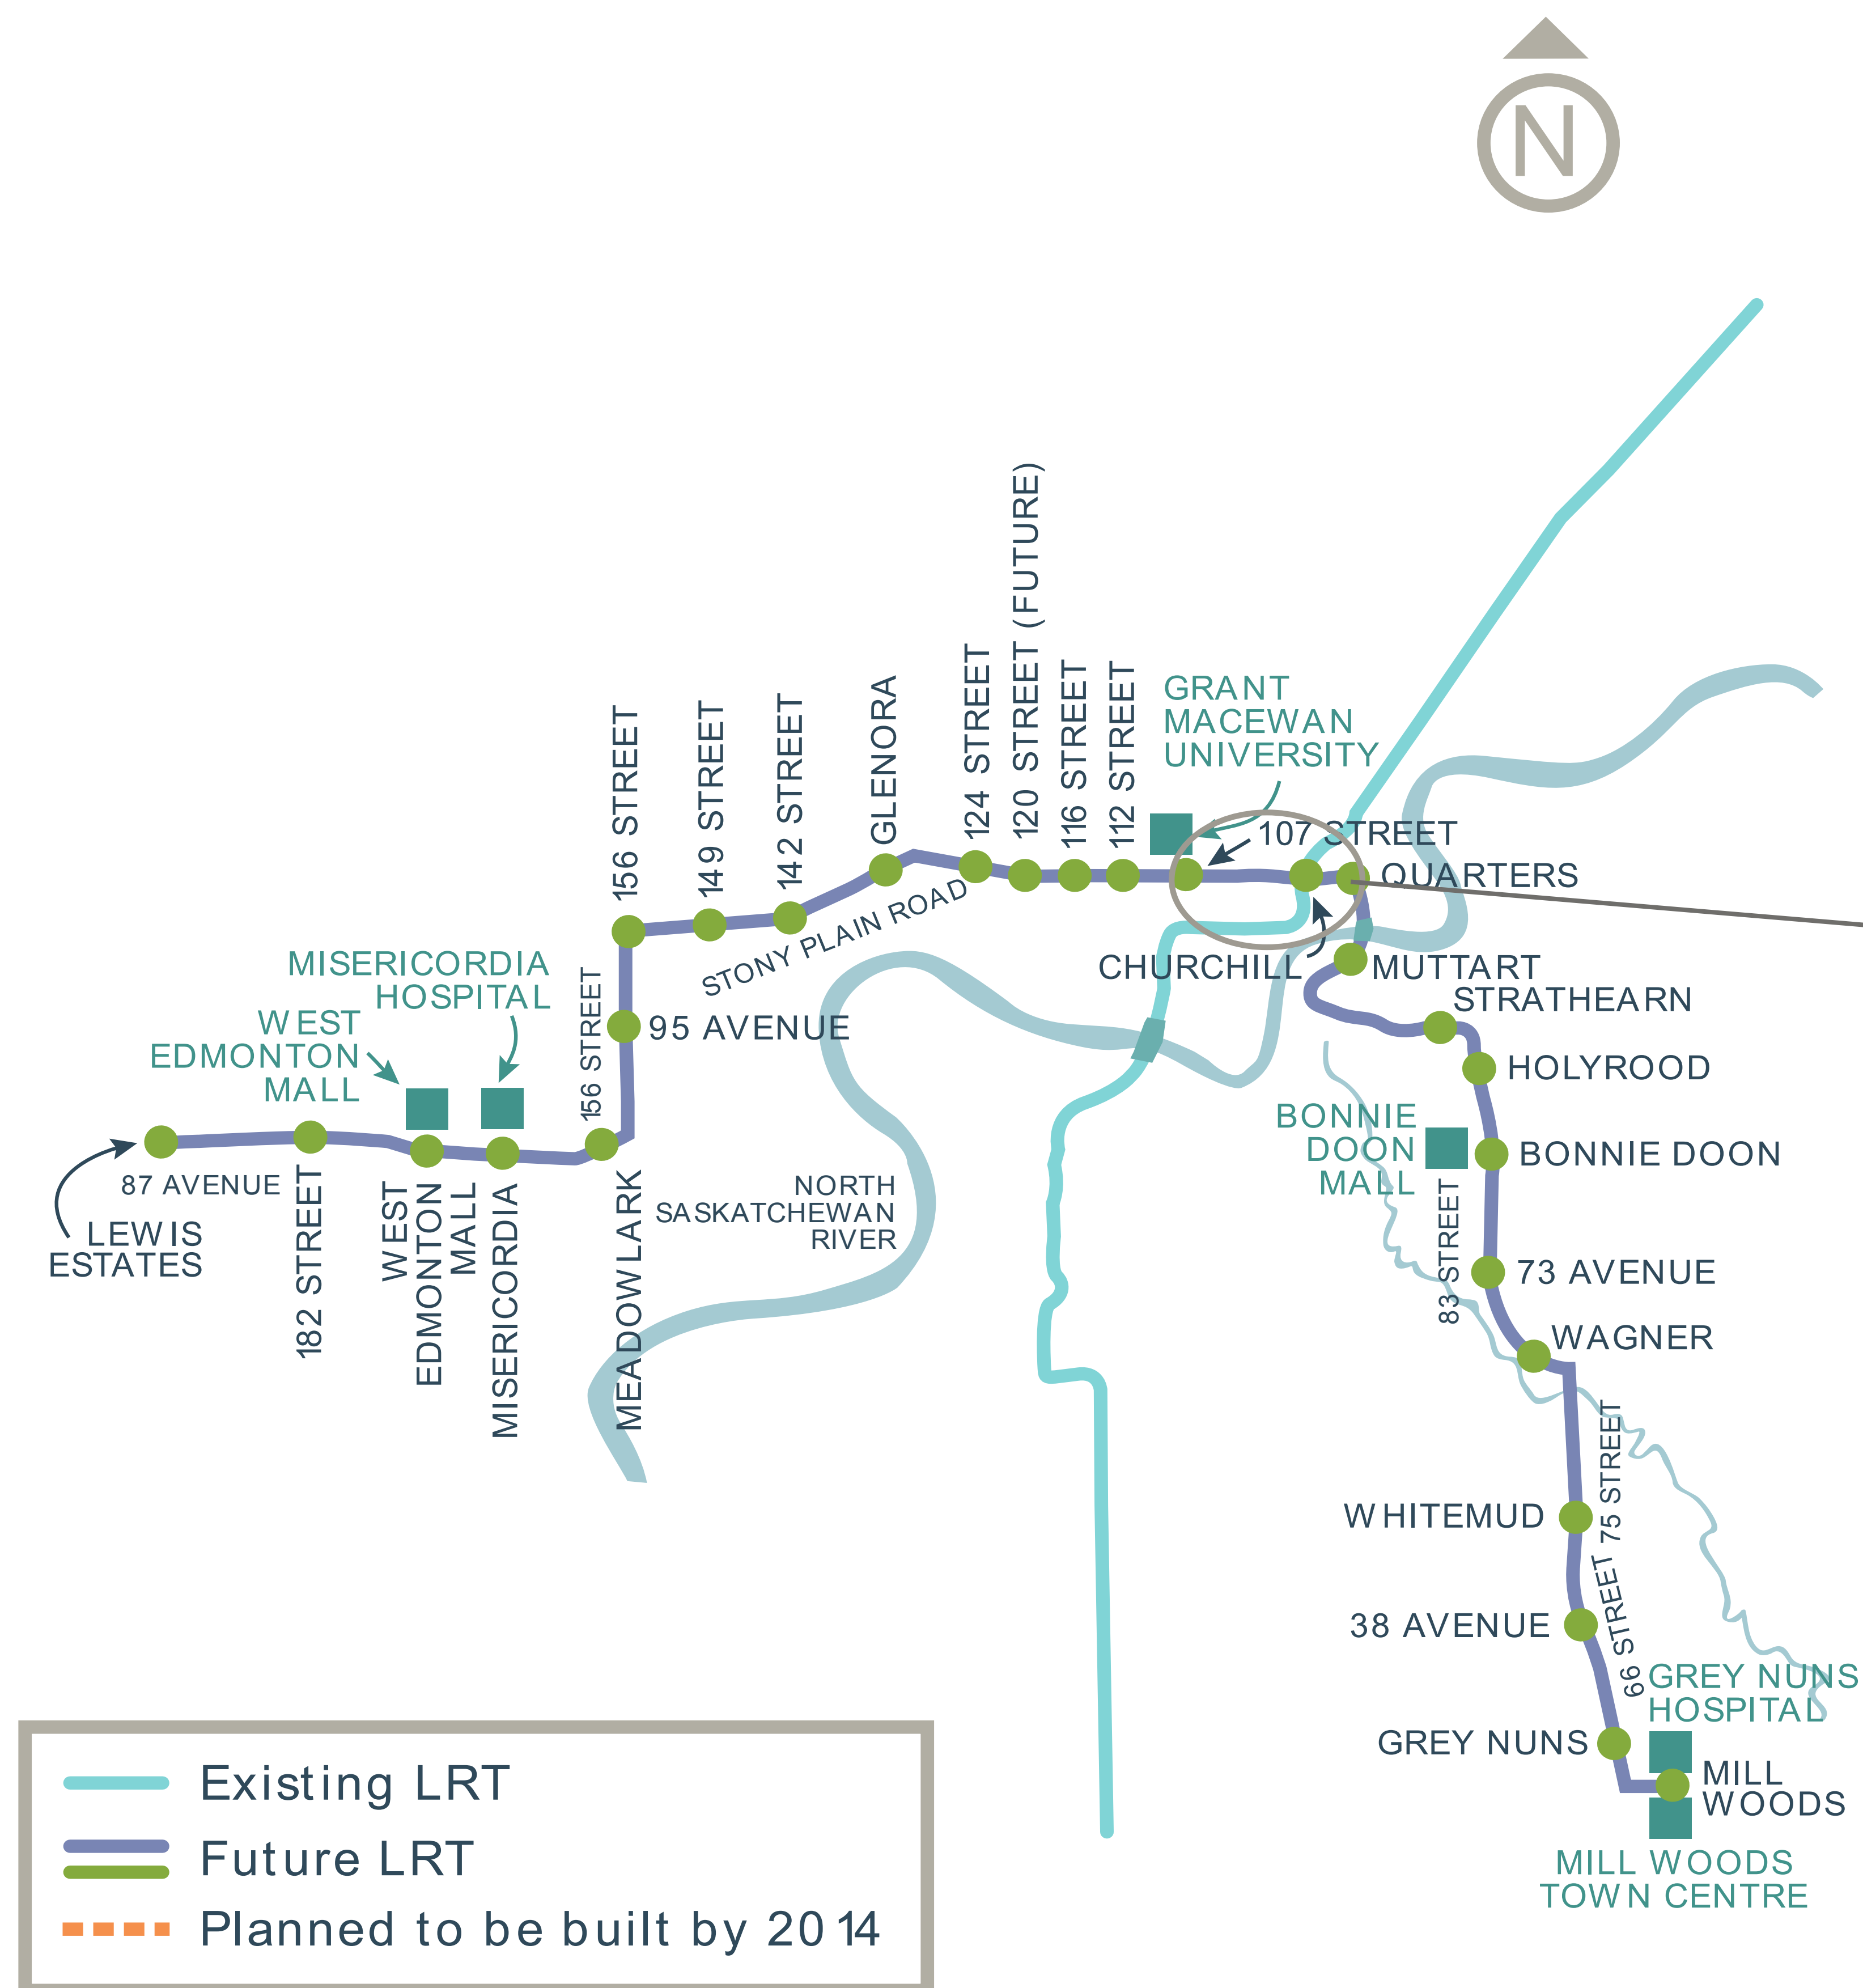 N
120 STREET (FUTURE)
124 STREET
116 STREET
112 STREET
GLENORA
142 STREET
149 STREET
156 STREET
GRANT
MACEWAN
UNIVERSITY
107 STREET
QUARTERS
STONY PLAIN ROAD
CHURCHILL
MUTTART
STRATHEARN
MISERICORDIA
HOSPITAL
WEST
EDMONTON
MALL
156 STREET
95 AVENUE
HOLYROOD
BONNIE
DOON
MALL
BONNIE DOON
87 AVENUE
LEWIS
ESTATES
182 STREET
WEST
EDMONTON
MALL
MISERICORDIA
MEADOWLARK
NORTH
SASKATCHEWAN
RIVER
83 STREET
73 AVENUE
WAGNER
75 STREET
WHITEMUD
66 STREET
38 AVENUE
GREY NUNS
HOSPITAL
GREY NUNS
MILL
WOODS
MILL WOODS
TOWN CENTRE
Existing LRT
Future LRT
Planned to be built by 2014